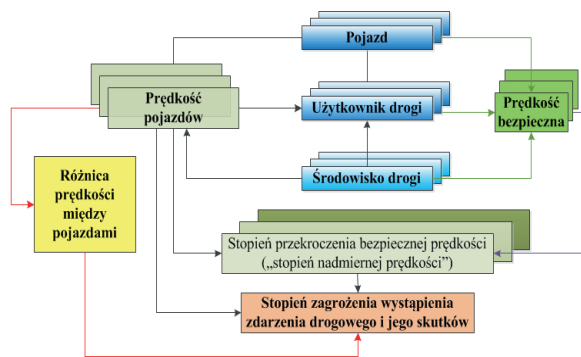 Pojazd
Prędkość
pojazdów
Użytkownik drogi
Prędkość
bezpieczna
Środowisko drogi
Różnica
prędkości
między
pojazdami
Stopień przekroczenia bezpiecznej prędkości
(„stopień nadmiernej prędkości”)
Stopień zagrożenia wystąpienia
zdarzenia drogowego i jego skutków